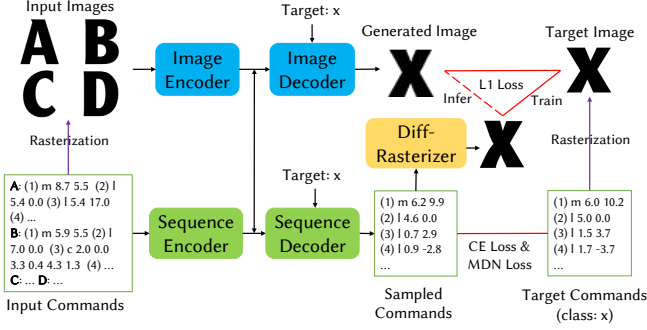 Input Images
A B
C D
Rasterization
A: (1) m 8.7 5.5 (2) l
5.4 0.0 (3) l 5.4 17.0
(4) ...
B: (1) m 5.9 5.5 (2) l
7.0 0.0 (3) c 2.0 0.0
3.3 0.4 4.3 1.3 (4) ...
C: ... D: ...
Input Commands
Image
Encoder
Target: x
Image
Decoder
Sequence
Encoder
Target: x
Sequence
Decoder
Generated Image
X
Diff-
Rasterizer
X
L1 Loss
Infer
Train
Target Image
X
Rasterization
(1) m 6.2 9.9
(2) l 4.6 0.0
(3) l 0.7 2.9
(4) l 0.9 -2.8
...
Sampled
Commands
CE Loss &
MDN Loss
(1) m 6.0 10.2
(2) l 5.0 0.0
(3) l 1.5 3.7
(4) l 1.7 -3.7
...
Target Commands
(class: x)